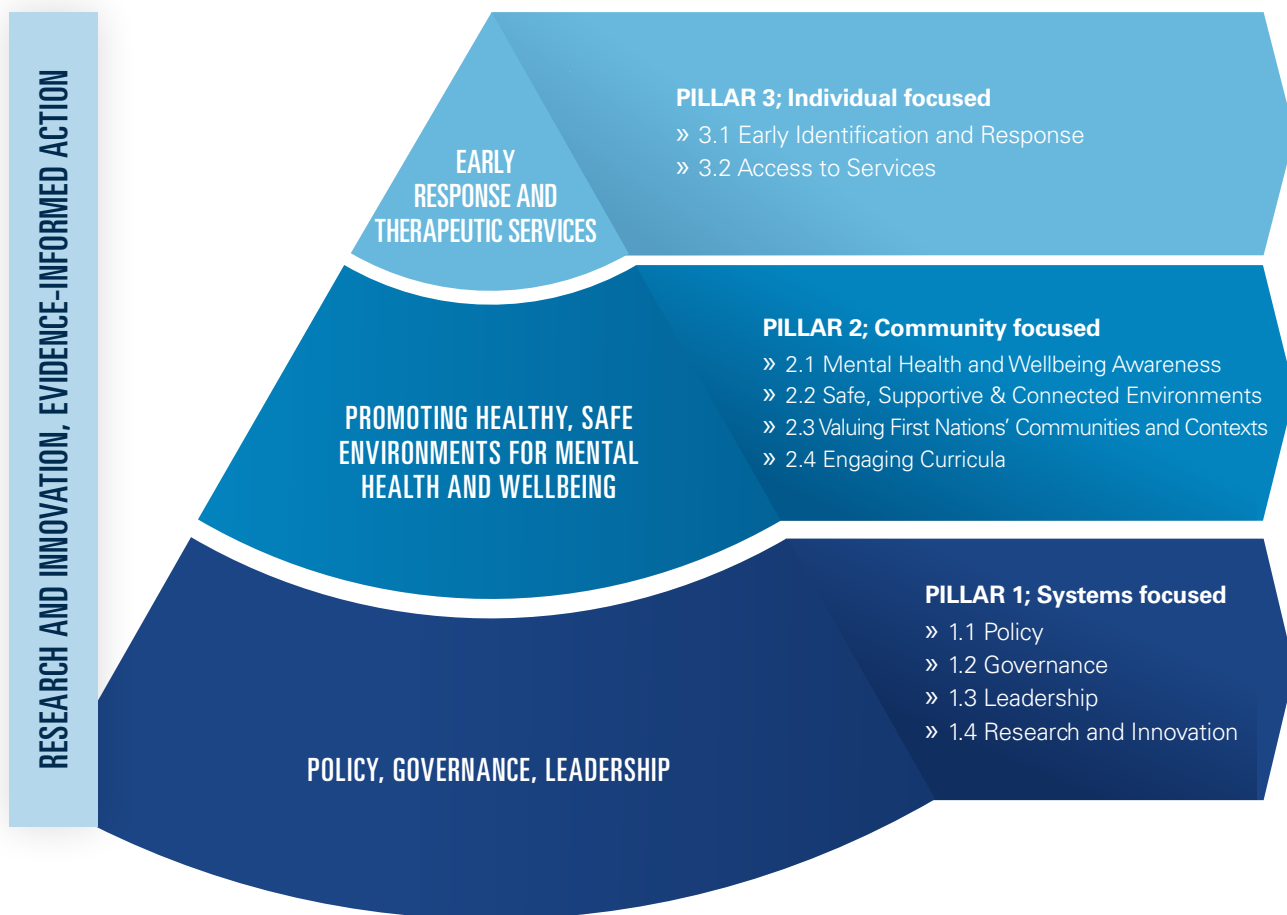 RESEARCH AND INNOVATION, EVIDENCE-INFORMED ACTION
EARLY
RESPONSE AND
THERAPEUTIC SERVICES
PILLAR 3; Individual focused
» 3.1 Early Identification and Response
» 3.2 Access to Services
PROMOTING HEALTHY, SAFE
ENVIRONMENTS FOR MENTAL
HEALTH AND WELLBEING
PILLAR 2; Community focused
» 2.1 Mental Health and Wellbeing Awareness
» 2.2 Safe, Supportive & Connected Environments
» 2.3 Valuing First Nations’ Communities and Contexts
» 2.4 Engaging Curricula
POLICY, GOVERNANCE, LEADERSHIP
PILLAR 1; Systems focused
» 1.1 Policy
» 1.2 Governance
» 1.3 Leadership
» 1.4 Research and Innovation